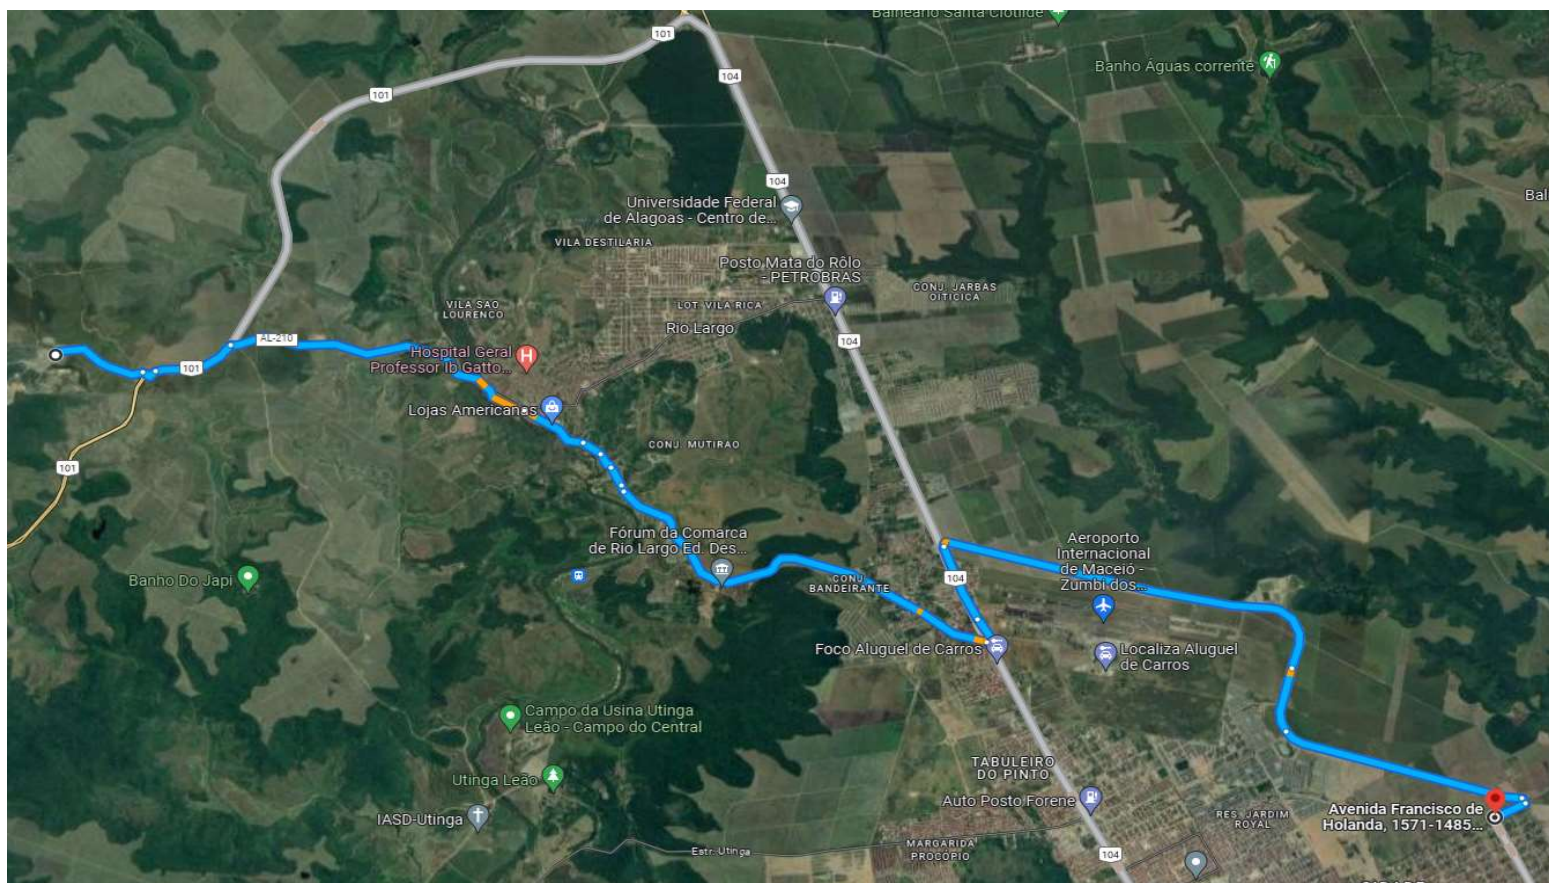 Balneário Santa Clotilde
101
104
Banho Águas corrente
101
104
Universidade Federal
de Alagoas - Centro de...
Bal
VILA DESTILARIA
Posto Mata do Rôlo
- PETROBRAS
CONJ. JARBAS
OITICICA
VILA SAO
LOURENCO
LOT. VILA RICA
Rio Largo
AL-210
104
Hospital Geral
Professor Ib Gatto...
101
Lojas Americanas
CONJ. MUTIRAO
101
Fórum da Comarca
de Rio Largo Ed. Des...
Aeroporto
Internacional
de Maceió -
Zumbi dos...
Banho Do Japi
CONJ.
BANDEIRANTE
104
Foco Aluguel de Carros
Localiza Aluguel
de Carros
Campo da Usina Utinga
Leão - Campo do Central
TABULEIRO
DO PINTO
Utinga Leão
Auto Posto Forene
Avenida Francisco de
Holanda, 1571-1485...
IASD-Utinga
RES. JARDIM
ROYAL
Estr. Utinga
MARGARIDA
PROCÓPIO
104